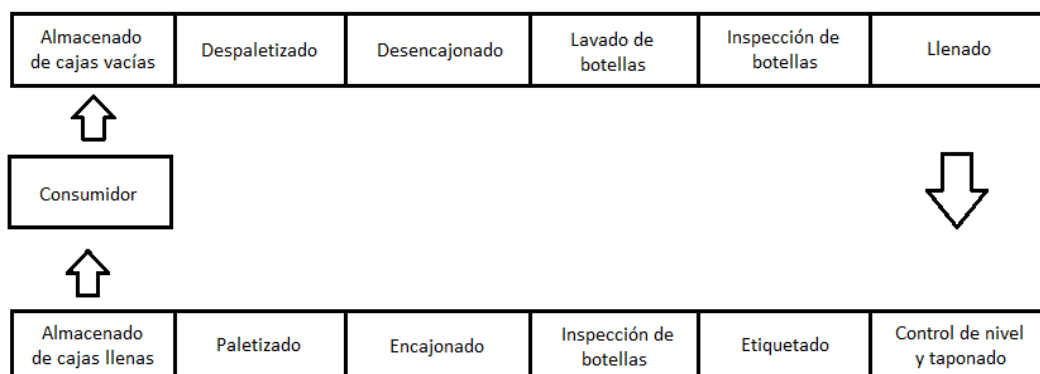 Almacenado
de cajas vacías
Despaletizado
Desencajonado
Lavado de
botellas
Inspección de
botellas
Llenado
Consumidor
Almacenado
de cajas llenas
Paletizado
Encajonado
Inspección de
botellas
Etiquetado
Control de nivel
y taponado